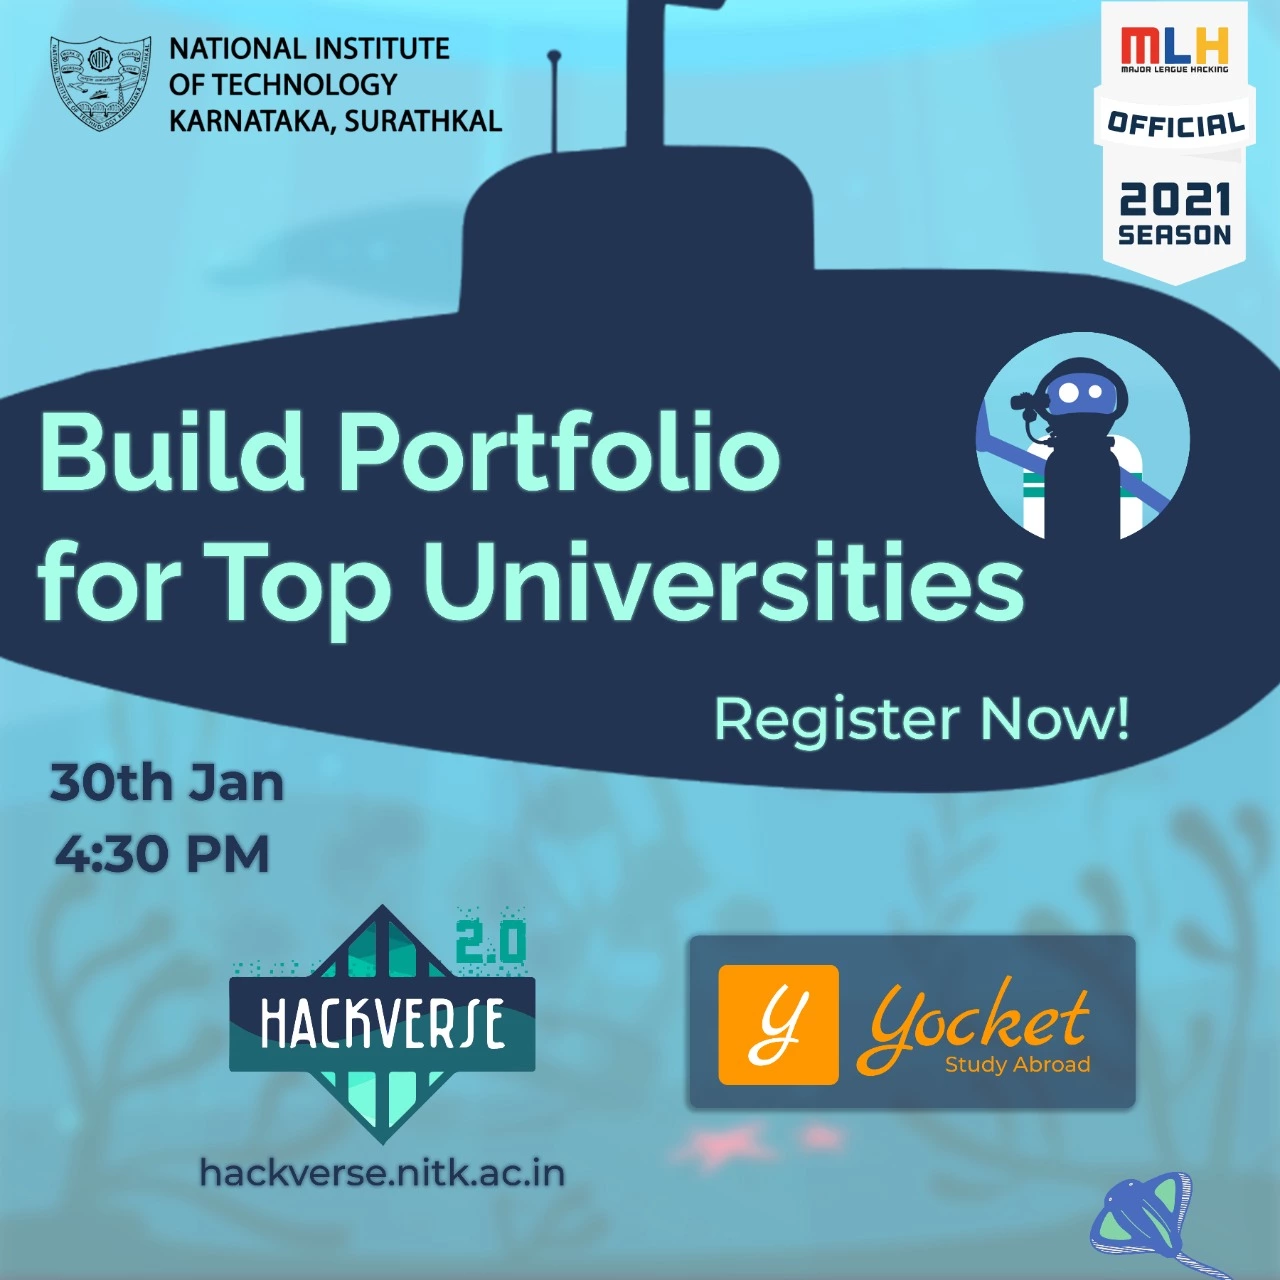 NATIONAL INSTITUTE
OF TECHNOLOGY
KARNATAKA, SURATHKAL
MLH
MAJOR LEAGUE HACKING
OFFICIAL
2021
SEASON
Build Portfolio
for Top Universities
Register Now!
30th Jan
4:30 PM
2.0
HACKVERSE
hackverse.nitk.ac.in
y
yocket
Study Abroad